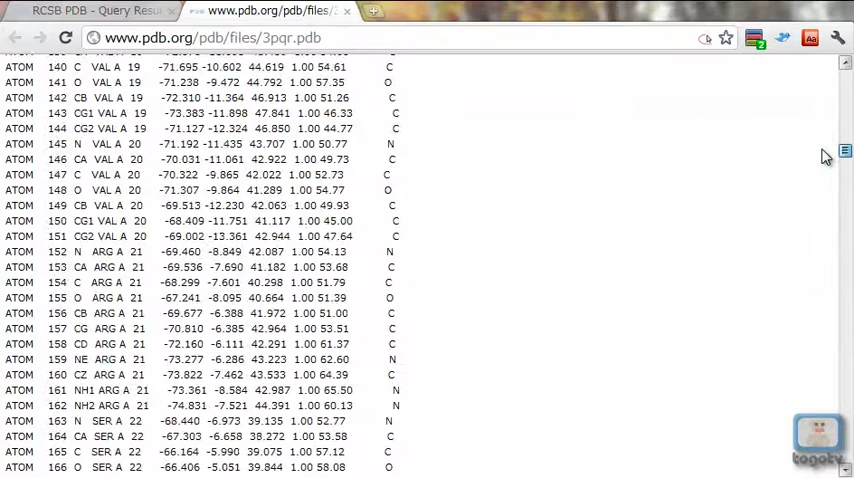 RCSB PDB - Query Resu
www.pdb.org/pdb/files/3
www.pdb.org/pdb/files/3pqr.pdb
ATOM 140 C VAL A 19 -71.695 -10.602 44.619 1.00 54.61 C
ATOM 141 O VAL A 19 -71.238 -9.472 44.792 1.00 57.35 O
ATOM 142 CB VAL A 19 -72.310 -11.364 46.913 1.00 51.26 C
ATOM 143 CG1 VAL A 19 -73.383 -11.898 47.841 1.00 46.33 C
ATOM 144 CG2 VAL A 19 -71.127 -12.324 46.850 1.00 44.77 C
ATOM 145 N VAL A 20 -71.192 -11.435 43.707 1.00 50.77 N
ATOM 146 CA VAL A 20 -70.031 -11.061 42.922 1.00 49.73 C
ATOM 147 C VAL A 20 -70.322 -9.865 42.022 1.00 52.73 C
ATOM 148 O VAL A 20 -71.307 -9.864 41.289 1.00 54.77 O
ATOM 149 CB VAL A 20 -69.513 -12.230 42.063 1.00 49.93 C
ATOM 150 CG1 VAL A 20 -68.409 -11.751 41.117 1.00 45.00 C
ATOM 151 CG2 VAL A 20 -69.002 -13.361 42.944 1.00 47.64 C
ATOM 152 N ARG A 21 -69.460 -8.849 42.087 1.00 54.13 N
ATOM 153 CA ARG A 21 -69.536 -7.690 41.182 1.00 53.68 C
ATOM 154 C ARG A 21 -68.299 -7.601 40.298 1.00 51.79 C
ATOM 155 O ARG A 21 -67.241 -8.095 40.664 1.00 51.39 O
ATOM 156 CB ARG A 21 -69.677 -6.388 41.972 1.00 51.00 C
ATOM 157 CG ARG A 21 -70.810 -6.385 42.964 1.00 53.51 C
ATOM 158 CD ARG A 21 -72.160 -6.111 42.291 1.00 61.37 C
ATOM 159 NE ARG A 21 -73.277 -6.286 43.223 1.00 62.60 N
ATOM 160 CZ ARG A 21 -73.822 -7.462 43.533 1.00 64.39 C
ATOM 161 NH1 ARG A 21 -73.361 -8.584 42.987 1.00 65.50 N
ATOM 162 NH2 ARG A 21 -74.831 -7.521 44.391 1.00 60.13 N
ATOM 163 N SER A 22 -68.440 -6.973 39.135 1.00 52.77 N
ATOM 164 CA SER A 22 -67.303 -6.658 38.272 1.00 53.58 C
ATOM 165 C SER A 22 -66.164 -5.990 39.075 1.00 57.12 C
ATOM 166 O SER A 22 -66.406 -5.051 39.844 1.00 58.08 O
togotv